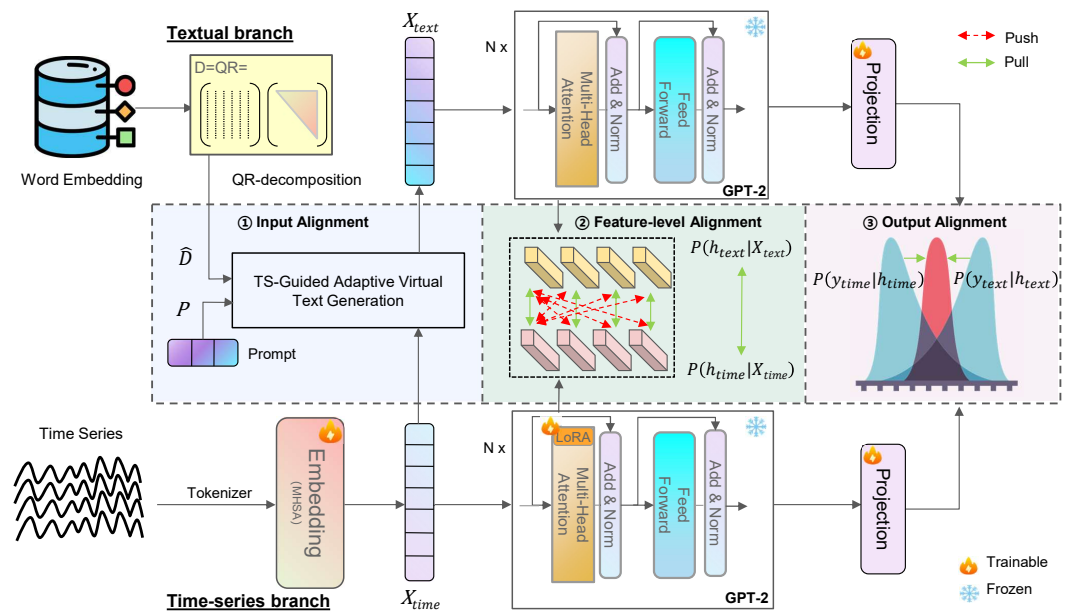 Textual branch
X_text
N x
Push
Pull
D=QR=
Multi-Head
Attention
Add & Norm
Feed
Forward
Add & Norm
Projection
Word Embedding
QR-decomposition
GPT-2
① Input Alignment
② Feature-level Alignment
③ Output Alignment
D̂
P
TS-Guided Adaptive Virtual
Text Generation
Prompt
P(h_text|X_text)
P(h_time|X_time)
P(y_time|h_time)
P(y_text|h_text)
Time Series
Tokenizer
Embedding
(MHSA)
N x
LoRA
Multi-Head
Attention
Add & Norm
Feed
Forward
Add & Norm
Projection
GPT-2
Trainable
Frozen
Time-series branch
X_time